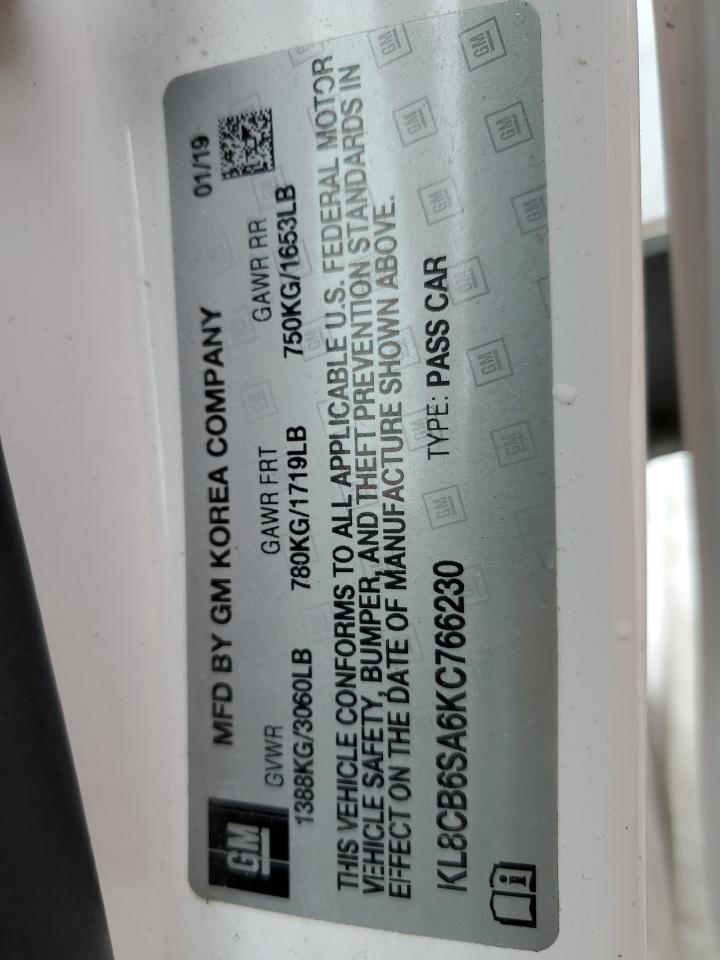 GM
MFD BY GM KOREA COMPANY 01/19
GVWR GAWR FRT GAWR RR
1388KG/3060LB 780KG/1719LB 750KG/1653LB
THIS VEHICLE CONFORMS TO ALL APPLICABLE U.S. FEDERAL MOTOR
VEHICLE SAFETY, BUMPER, AND THEFT PREVENTION STANDARDS IN
EFFECT ON THE DATE OF MANUFACTURE SHOWN ABOVE.
KL8CB6SA6KC766230 TYPE: PASS CAR